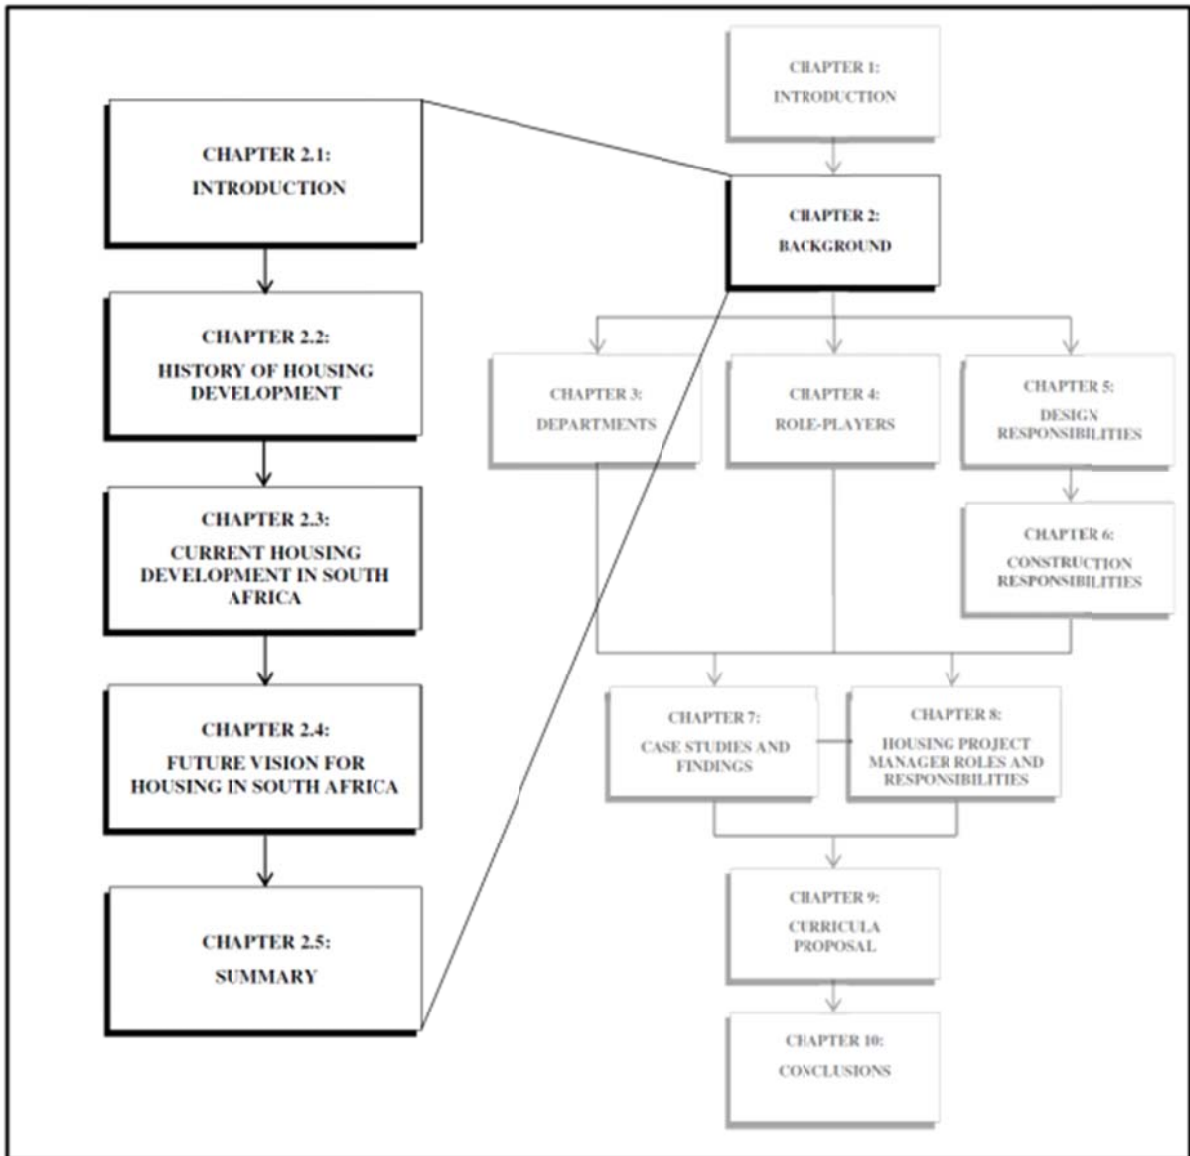 CHAPTER 2.1:
INTRODUCTION
CHAPTER 2.2:
HISTORY OF HOUSING
DEVELOPMENT
CHAPTER 2.3:
CURRENT HOUSING
DEVELOPMENT IN SOUTH
AFRICA
CHAPTER 2.4:
FUTURE VISION FOR
HOUSING IN SOUTH AFRICA
CHAPTER 2.5:
SUMMARY
CHAPTER 1:
INTRODUCTION
CHAPTER 2:
BACKGROUND
CHAPTER 3:
DEPARTMENTS
CHAPTER 4:
ROLE-PLAYERS
CHAPTER 5:
DESIGN
RESPONSIBILITIES
CHAPTER 6:
CONSTRUCTION
RESPONSIBILITIES
CHAPTER 7:
CASE STUDIES AND
FINDINGS
CHAPTER 8:
HOUSING PROJECT
MANAGER ROLES AND
RESPONSIBILITIES
CHAPTER 9:
CURRICULA
PROPOSAL
CHAPTER 10:
CONCLUSIONS